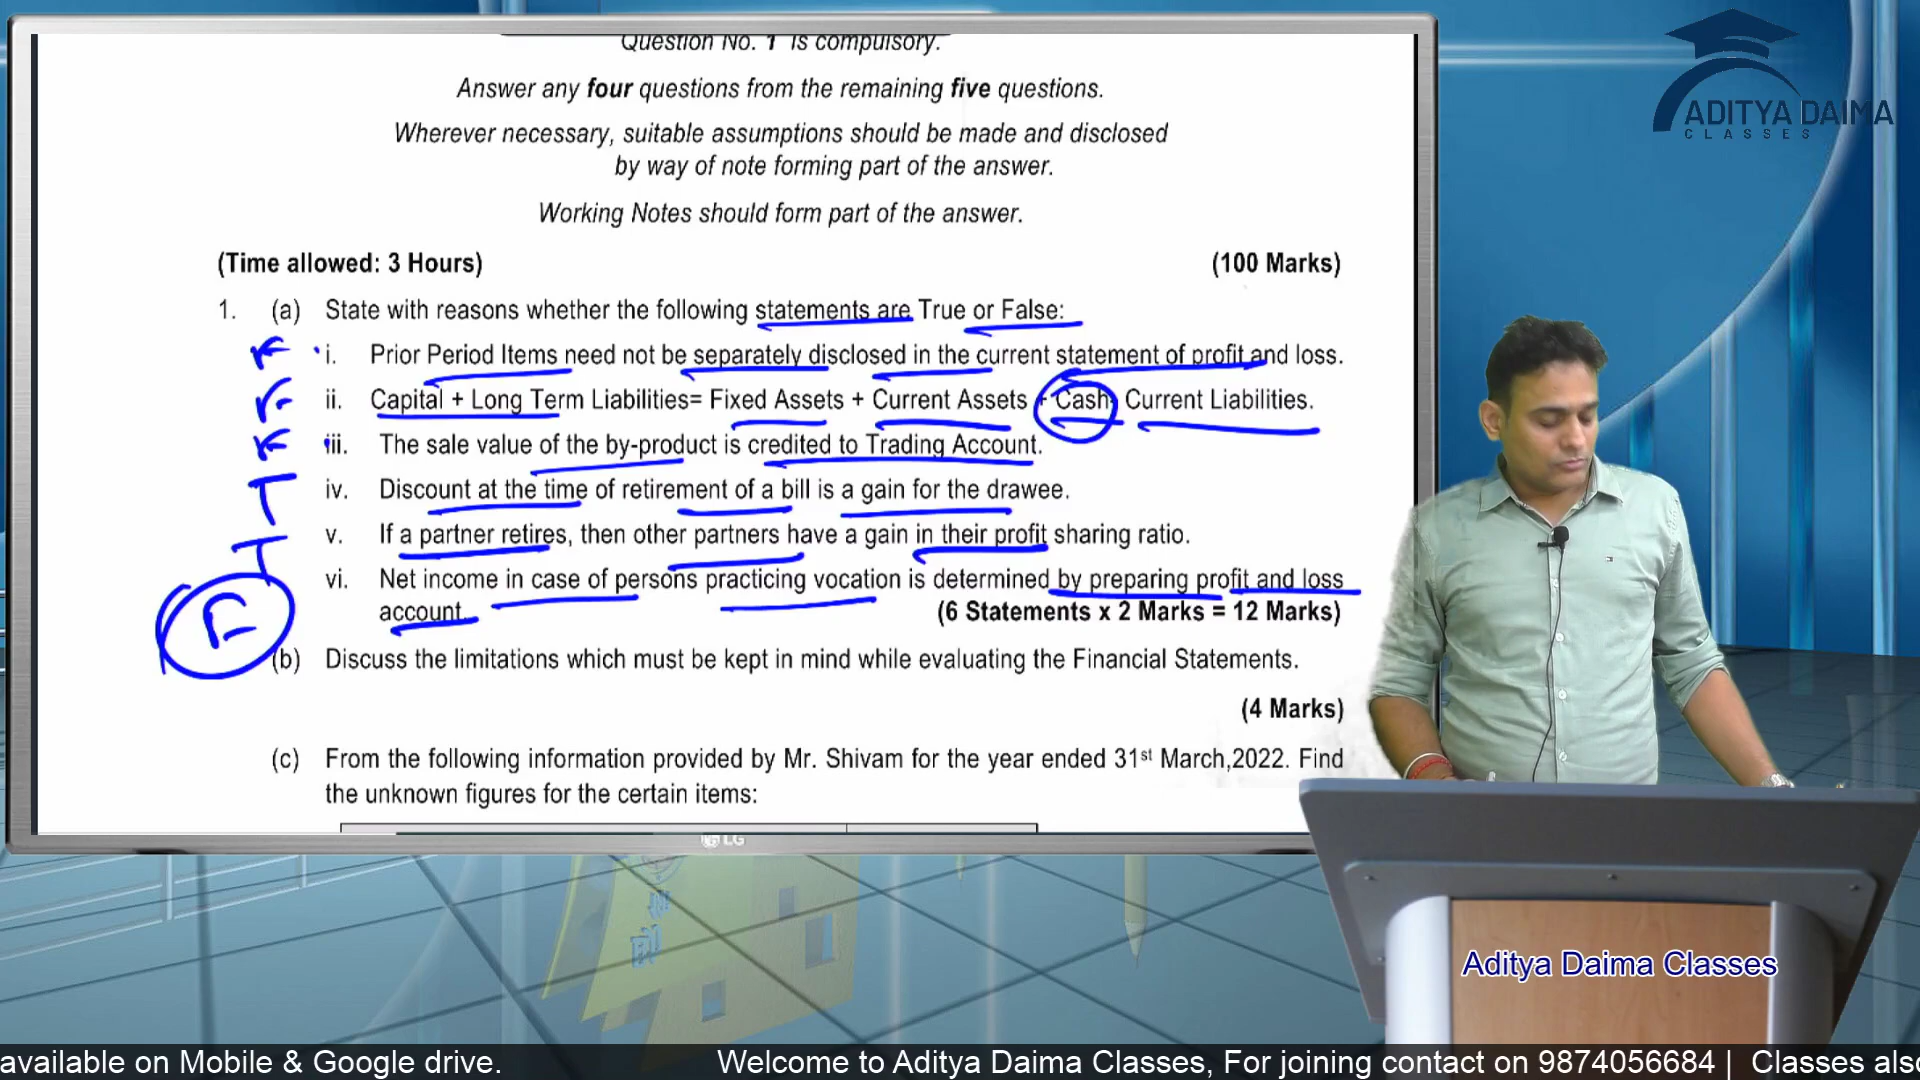 Question No. 1 is compulsory.
Answer any four questions from the remaining five questions.
Wherever necessary, suitable assumptions should be made and disclosed
by way of note forming part of the answer.
Working Notes should form part of the answer.
(Time allowed: 3 Hours) (100 Marks)
1. (a) State with reasons whether the following statements are True or False:
F i. Prior Period Items need not be separately disclosed in the current statement of profit and loss.
F ii. Capital + Long Term Liabilities= Fixed Assets + Current Assets + Cash- Current Liabilities.
F iii. The sale value of the by-product is credited to Trading Account.
T iv. Discount at the time of retirement of a bill is a gain for the drawee.
T v. If a partner retires, then other partners have a gain in their profit sharing ratio.
F vi. Net income in case of persons practicing vocation is determined by preparing profit and loss
account. (6 Statements x 2 Marks = 12 Marks)
(b) Discuss the limitations which must be kept in mind while evaluating the Financial Statements.
(4 Marks)
(c) From the following information provided by Mr. Shivam for the year ended 31st March,2022. Find
the unknown figures for the certain items:
LG
ADITYA DAIMA
CLASSES
Aditya Daima Classes
available on Mobile & Google drive. Welcome to Aditya Daima Classes, For joining contact on 9874056684 | Classes also